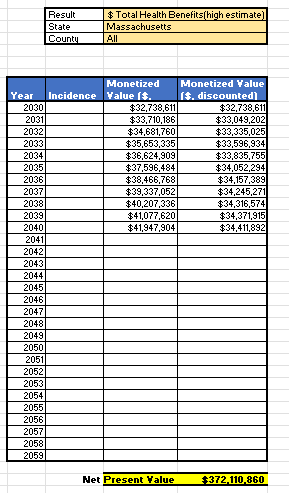 Result $ Total Health Benefits(high estimate)
State Massachusetts
County All
Monetized Monetized Value
Year Incidence Value ($, ($, discounted)
2030 $32,738,611 $32,738,611
2031 $33,710,186 $33,049,202
2032 $34,681,760 $33,335,025
2033 $35,653,335 $33,596,934
2034 $36,624,909 $33,835,755
2035 $37,596,484 $34,052,294
2036 $38,466,768 $34,157,389
2037 $39,337,052 $34,245,271
2038 $40,207,336 $34,316,574
2039 $41,077,620 $34,371,915
2040 $41,947,904 $34,411,892
2041
2042
2043
2044
2045
2046
2047
2048
2049
2050
2051
2052
2053
2054
2055
2056
2057
2058
2059
Net Present Value $372,110,860